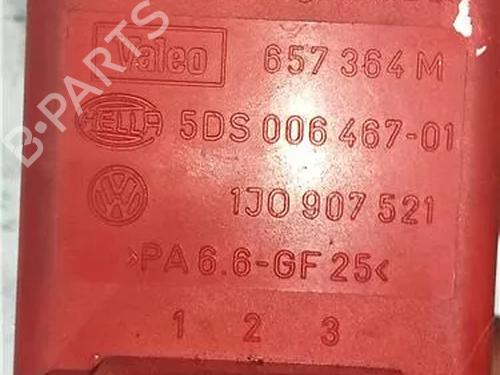 Valeo 657 364 M
HELLA 5DS 006 467-01
VW 1J0 907 521
>PA 6.6-GF 25<
1 2 3
B-PARTS